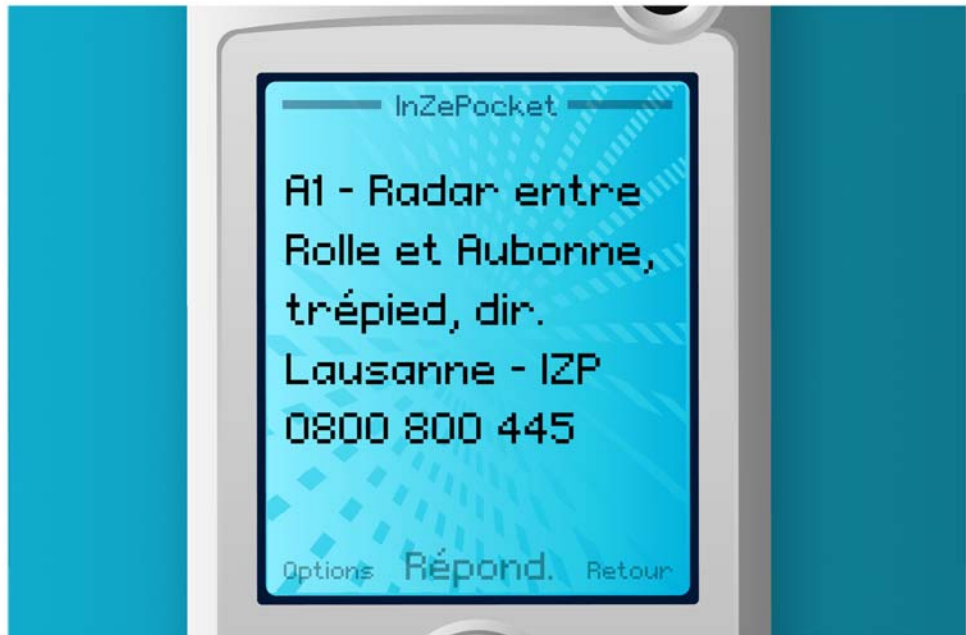 InZePocket
A1 - Radar entre
Rolle et Aubonne,
trépied, dir.
Lausanne - IZP
0800 800 445
Options Répond. Retour